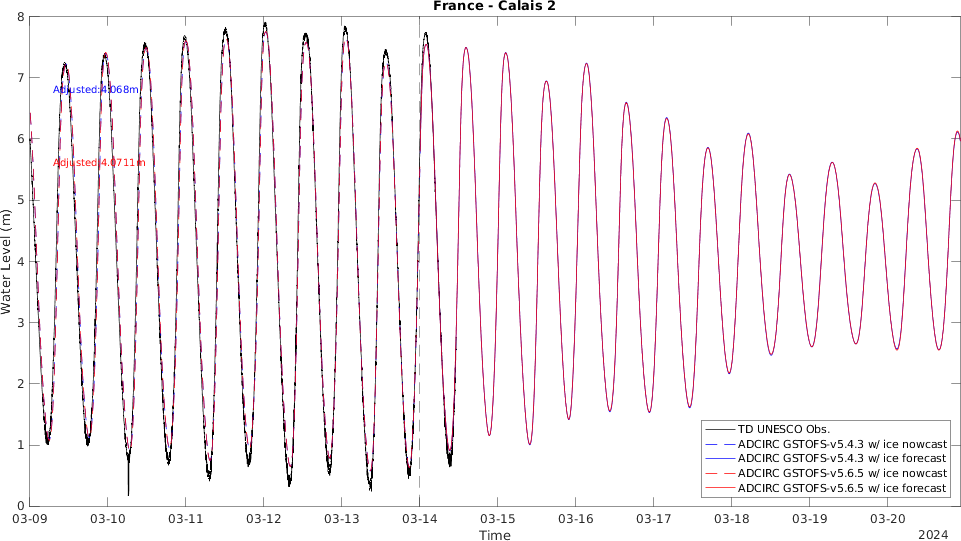 France - Calais 2
8
7
6
5
4
3
2
1
0
Water Level (m)
Adjusted:4.068m
Adjusted:4.0711m
TD UNESCO Obs.
ADCIRC GSTOFS-v5.4.3 w/ ice nowcast
ADCIRC GSTOFS-v5.4.3 w/ ice forecast
ADCIRC GSTOFS-v5.6.5 w/ ice nowcast
ADCIRC GSTOFS-v5.6.5 w/ ice forecast
03-09 03-10 03-11 03-12 03-13 03-14 03-15 03-16 03-17 03-18 03-19 03-20
Time
2024